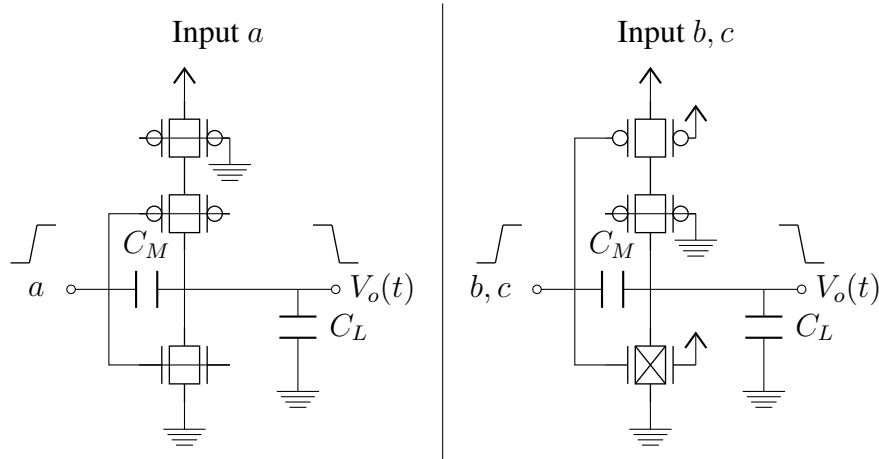 Input a
Input b, c
C_M
a
V_o(t)
C_L
C_M
b, c
V_o(t)
C_L